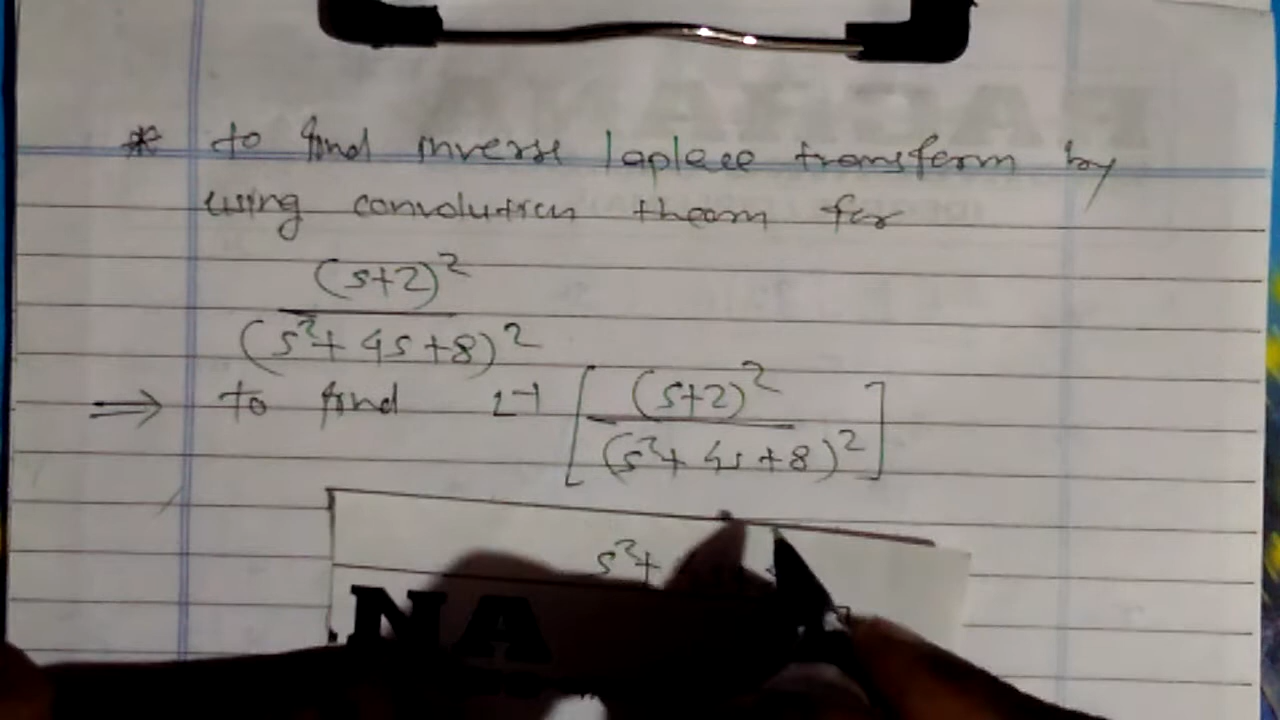 * to find inverse laplace transform by
using convolution theorm for
(s+2)²
(s²+4s+8)²
⇒ to find L⁻¹ [ (s+2)²
(s²+4s+8)² ]
s²+
NA